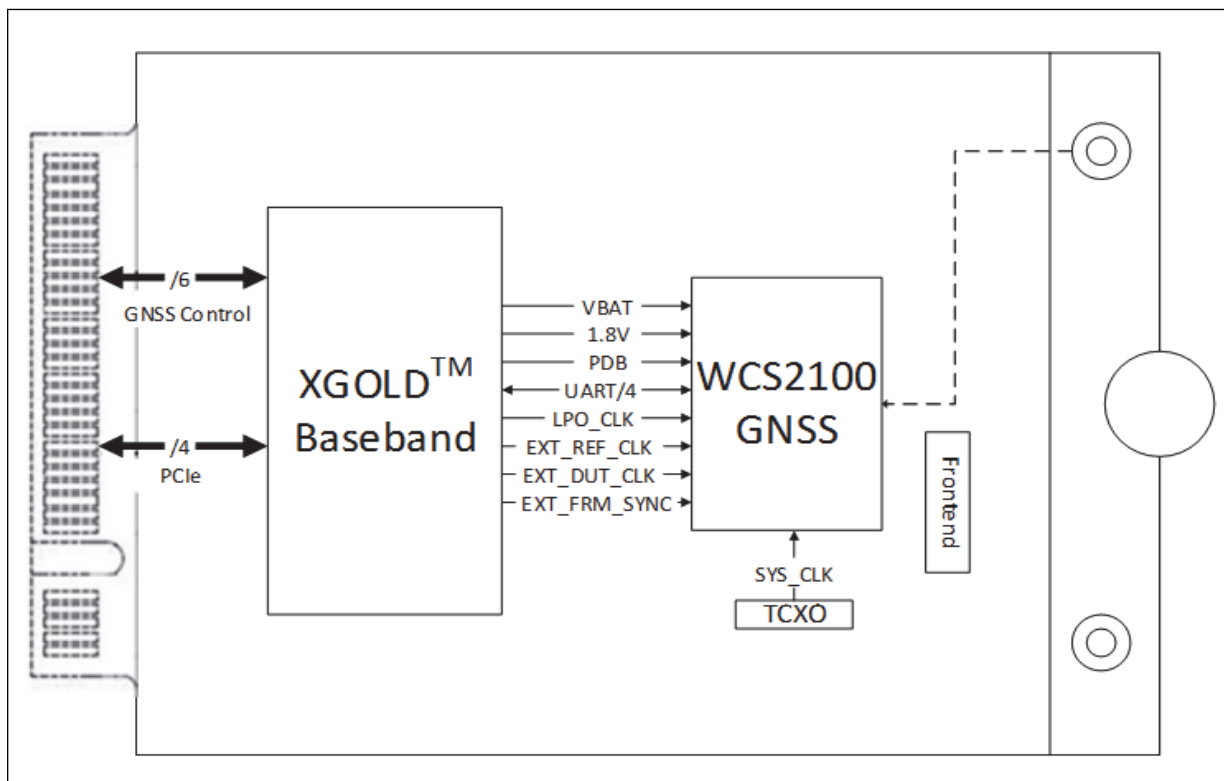 /6
GNSS Control
/4
PCIe
XGOLD™
Baseband
VBAT
1.8V
PDB
UART/4
LPO_CLK
EXT_REF_CLK
EXT_DUT_CLK
EXT_FRM_SYNC
WCS2100
GNSS
SYS_CLK
TCXO
Frontend